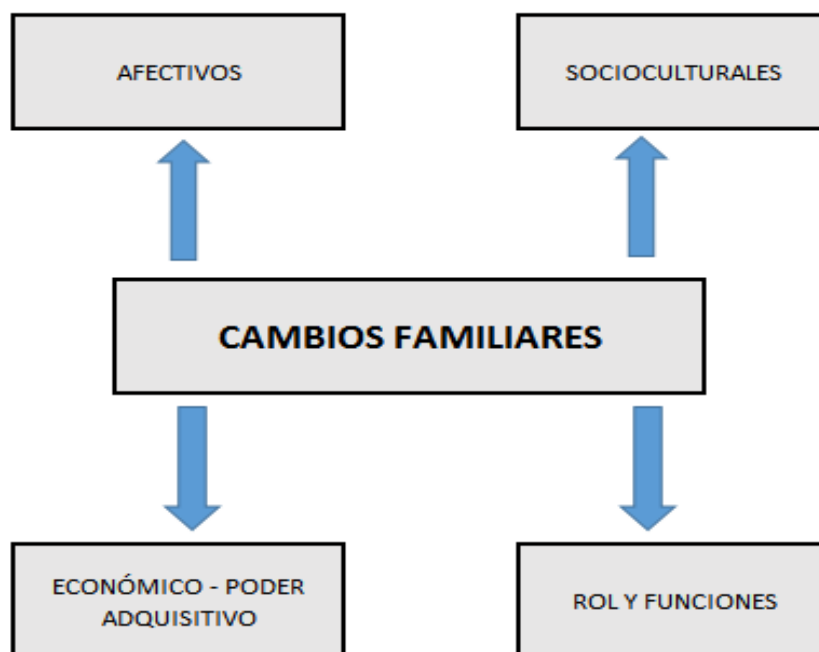 AFECTIVOS
SOCIOCULTURALES
CAMBIOS FAMILIARES
ECONÓMICO - PODER
ADQUISITIVO
ROL Y FUNCIONES